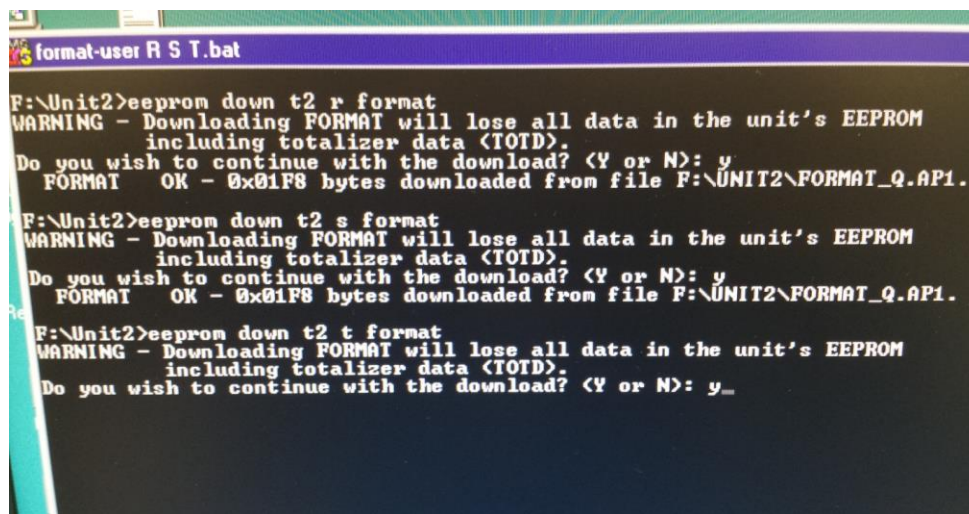 format-user R S T.bat
F:\Unit2>eeprom down t2 r format
WARNING - Downloading FORMAT will lose all data in the unit's EEPROM
including totalizer data <TOTD>.
Do you wish to continue with the download? <Y or N>: y
FORMAT OK - 0x01F8 bytes downloaded from file F:\UNIT2\FORMAT_Q.AP1.
F:\Unit2>eeprom down t2 s format
WARNING - Downloading FORMAT will lose all data in the unit's EEPROM
including totalizer data <TOTD>.
Do you wish to continue with the download? <Y or N>: y
FORMAT OK - 0x01F8 bytes downloaded from file F:\UNIT2\FORMAT_Q.AP1.
F:\Unit2>eeprom down t2 t format
WARNING - Downloading FORMAT will lose all data in the unit's EEPROM
including totalizer data <TOTD>.
Do you wish to continue with the download? <Y or N>: y_